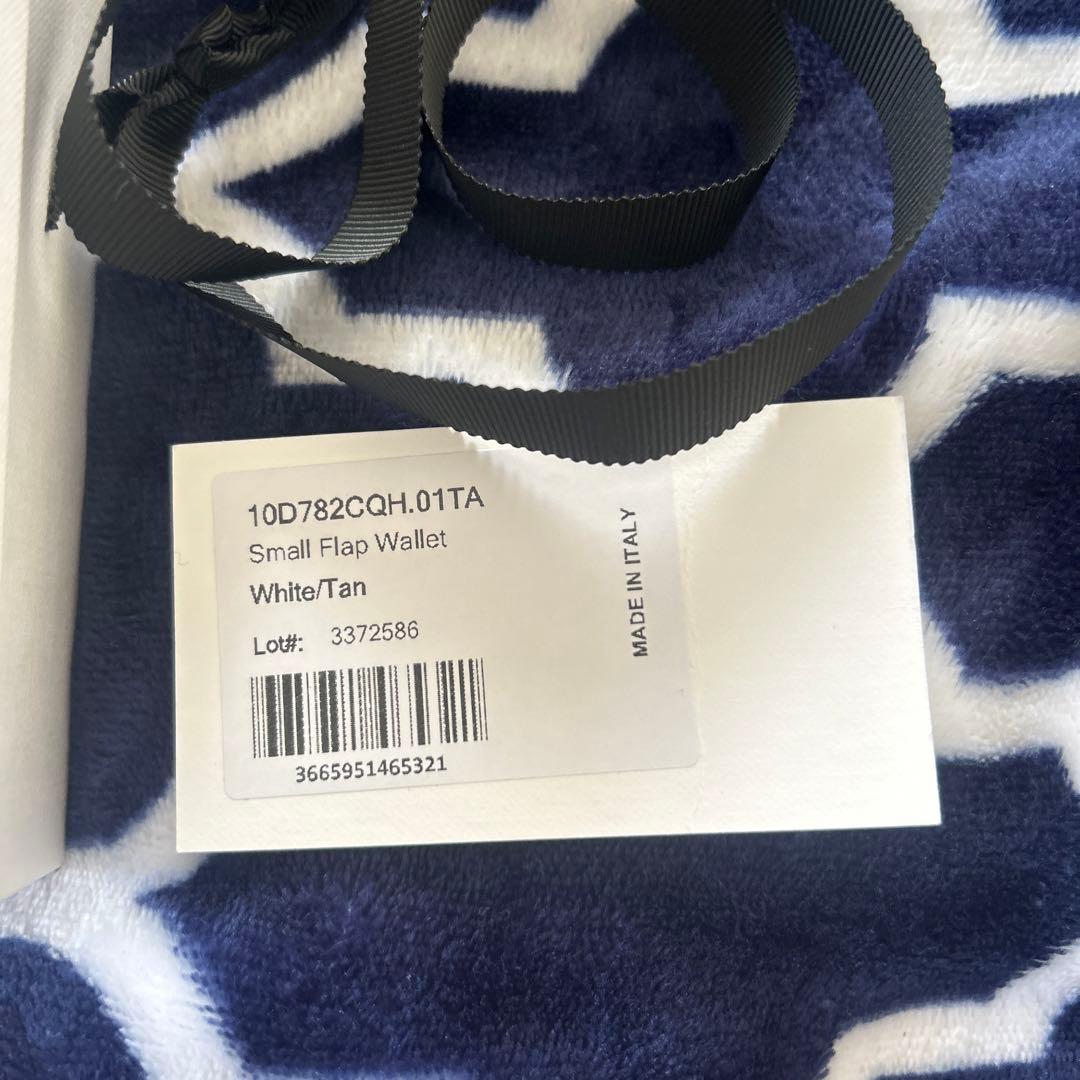 10D782CQH.01TA
Small Flap Wallet
White/Tan
Lot#: 3372586
3665951465321
MADE IN ITALY